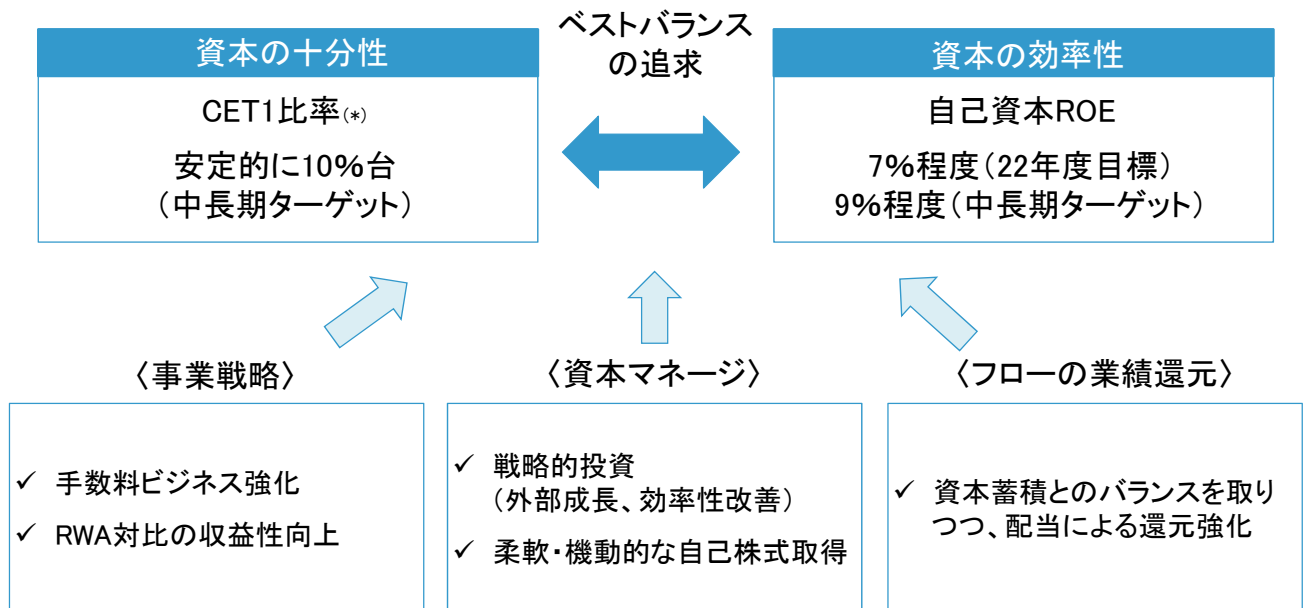 ベストバランス
の追求
資本の十分性
CET1比率(*)
安定的に10%台
(中長期ターゲット)
資本の効率性
自己資本ROE
7%程度(22年度目標)
9%程度(中長期ターゲット)
〈事業戦略〉
✓ 手数料ビジネス強化
✓ RWA対比の収益性向上
〈資本マネージ〉
✓ 戦略的投資
(外部成長、効率性改善)
✓ 柔軟・機動的な自己株式取得
〈フローの業績還元〉
✓ 資本蓄積とのバランスを取り
つつ、配当による還元強化